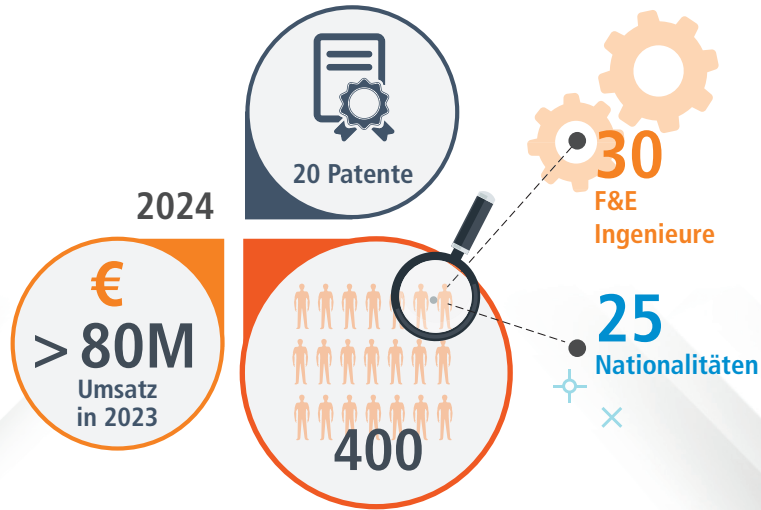 20 Patente
2024
€
> 80M
Umsatz
in 2023
400
30
F&E
Ingenieure
25
Nationalitäten